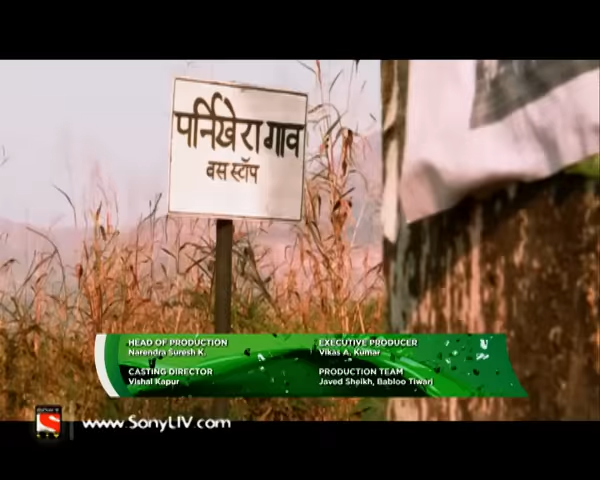 पर्निखेरा गाव
बस स्टॉप
HEAD OF PRODUCTION
Narendra Suresh K.
EXECUTIVE PRODUCER
Vikas A. Kumar
CASTING DIRECTOR
Vishal Kapur
PRODUCTION TEAM
Javed Sheikh, Babloo Tiwari
www.SonyLIV.com